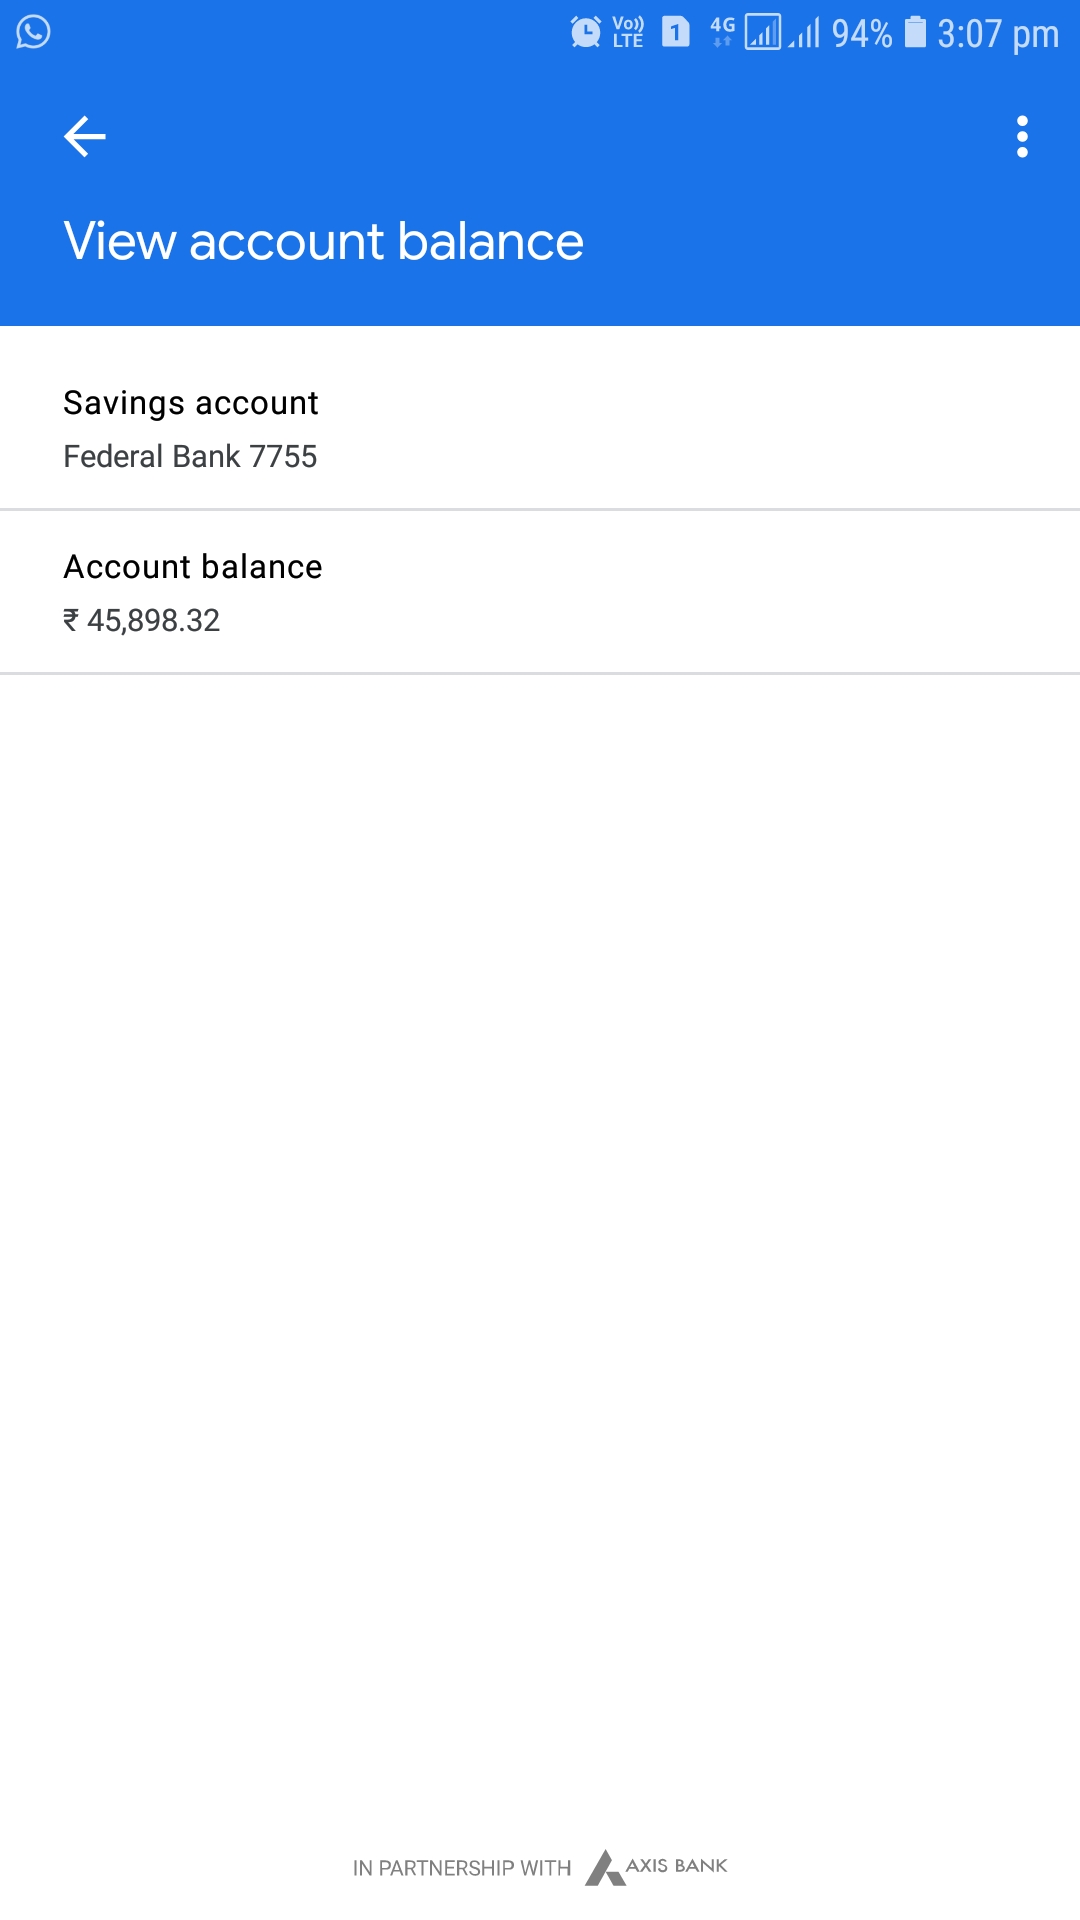 Vo)) LTE 1 4G 94% 3:07 pm
View account balance
Savings account
Federal Bank 7755
Account balance
₹ 45,898.32
IN PARTNERSHIP WITH AXIS BANK